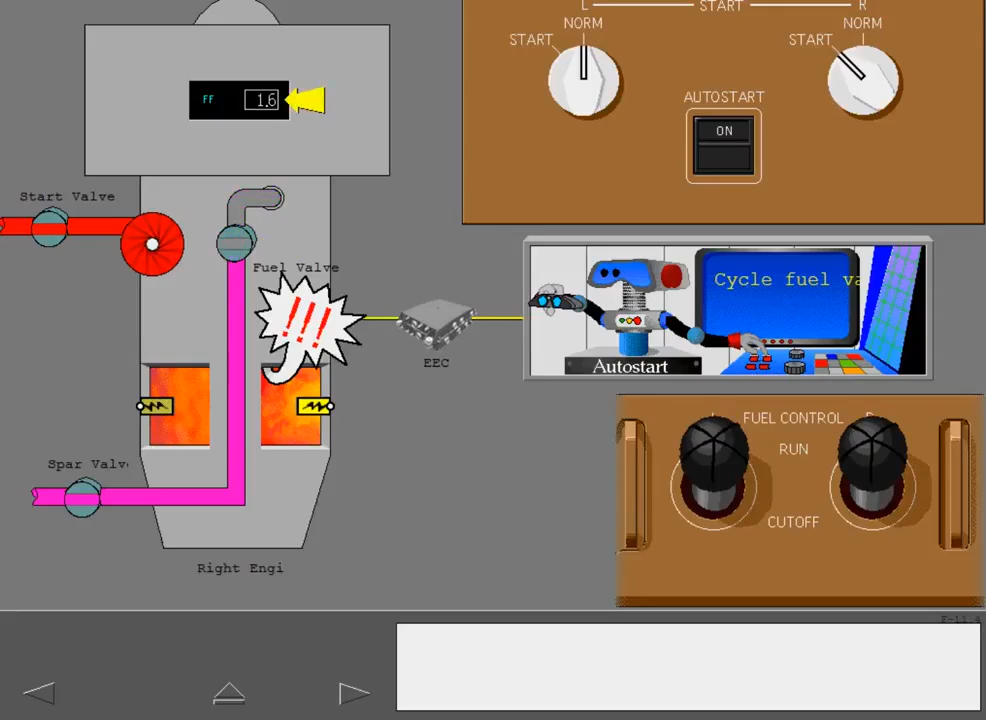 L START R
NORM NORM
START START
FF 1.6
AUTOSTART
ON
Start Valve
Fuel Valve
Cycle fuel va
!!!
EEC
Autostart
FUEL CONTROL
RUN
Spar Valv
CUTOFF
Right Engi